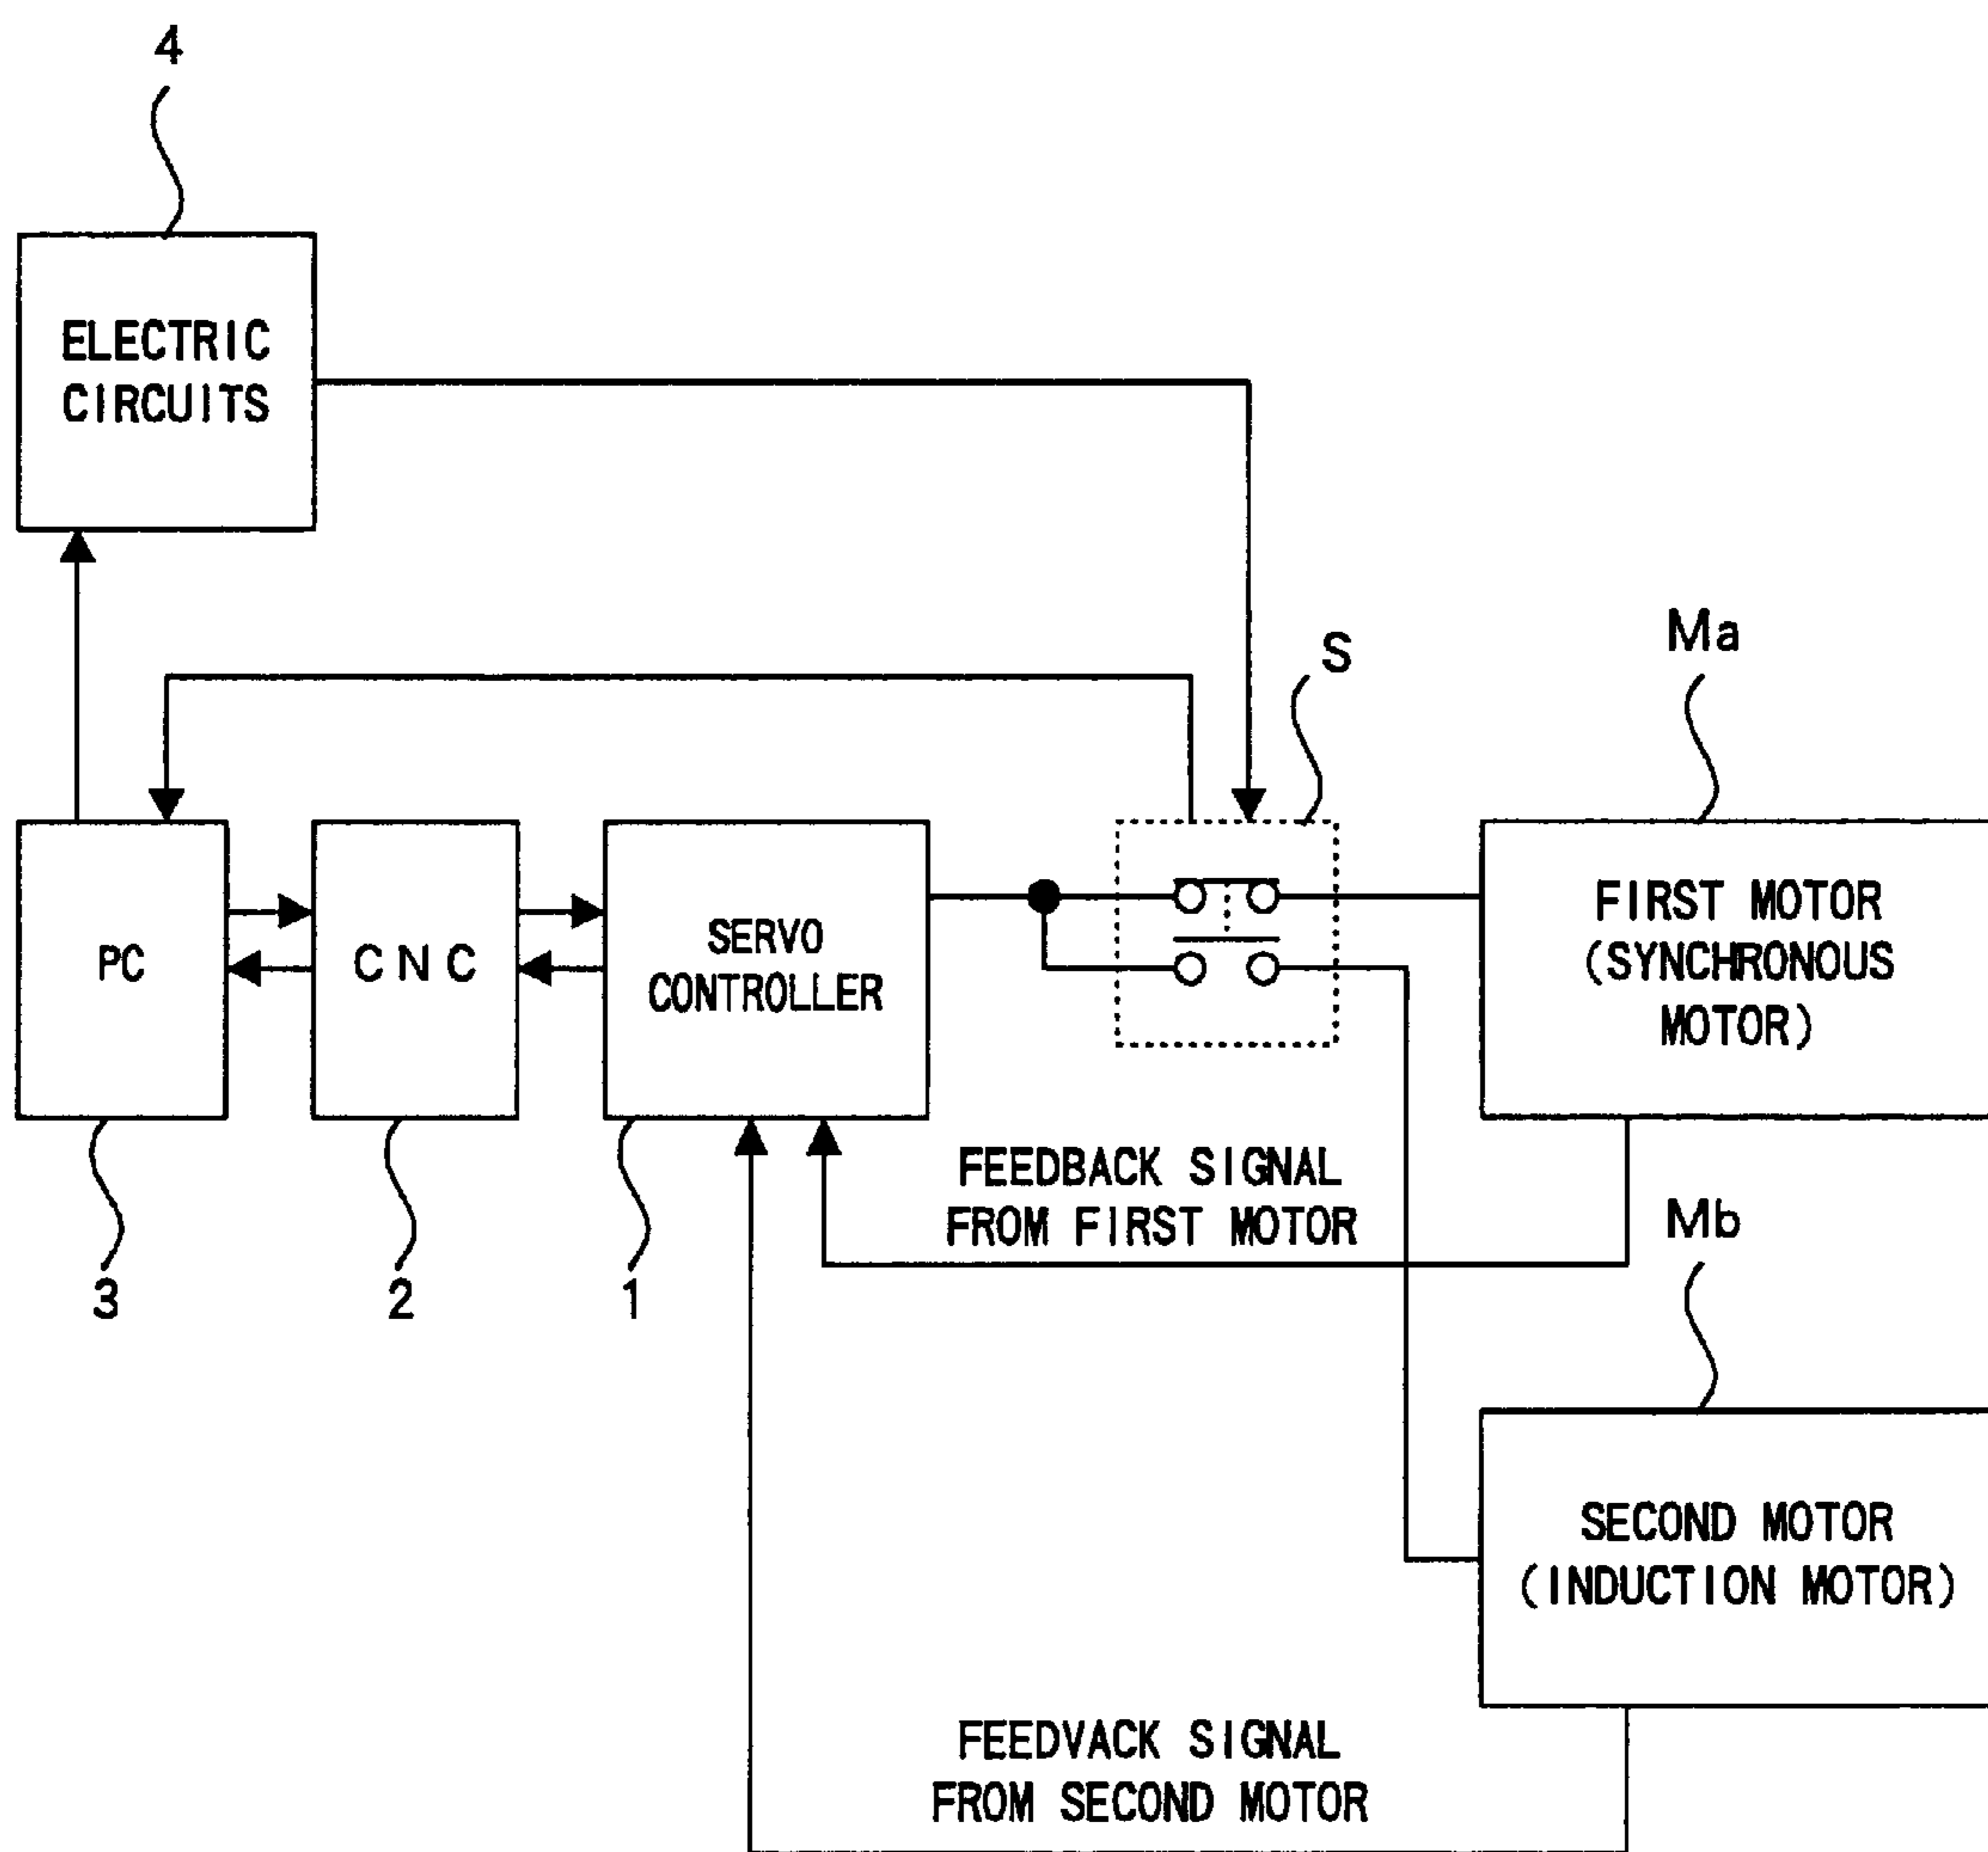 4
ELECTRIC
CIRCUITS
S
Ma
PC
C N C
SERVO
CONTROLLER
FIRST MOTOR
(SYNCHRONOUS
MOTOR)
3
2
1
FEEDBACK SIGNAL
FROM FIRST MOTOR
Mb
SECOND MOTOR
(INDUCTION MOTOR)
FEEDVACK SIGNAL
FROM SECOND MOTOR